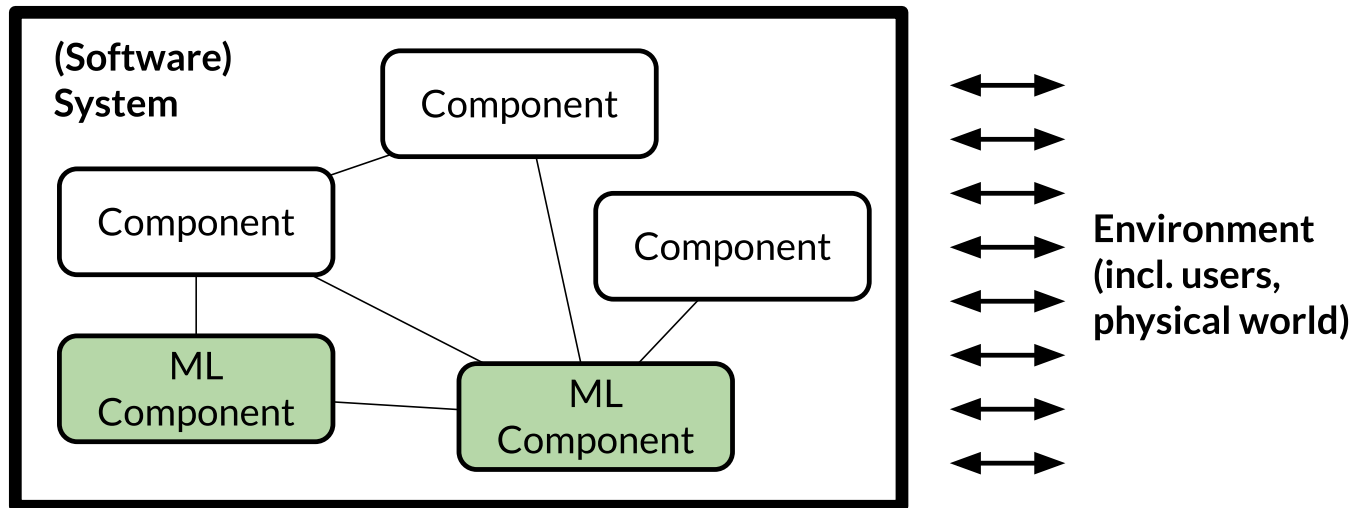 (Software)
System
Component
Component
Component
ML
Component
ML
Component
Environment
(incl. users,
physical world)